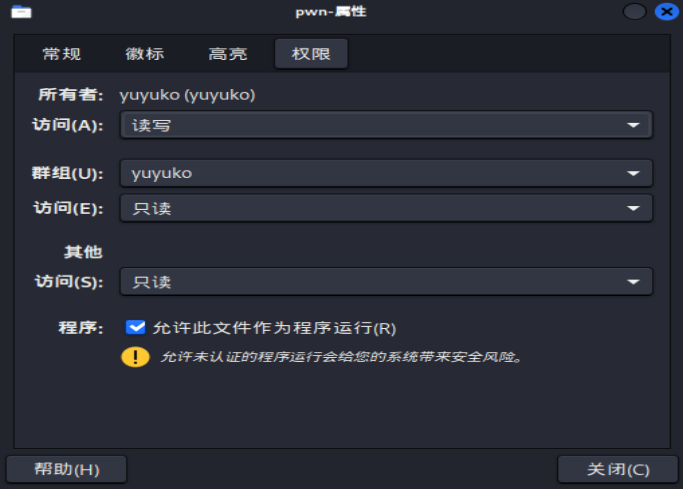 pwn-属性
常规 徽标 高亮 权限
所有者: yuyuko (yuyuko)
访问(A): 读写
群组(U): yuyuko
访问(E): 只读
其他
访问(S): 只读
程序: 允许此文件作为程序运行(R)
允许未认证的程序运行会给您的系统带来安全风险。
帮助(H) 关闭(C)